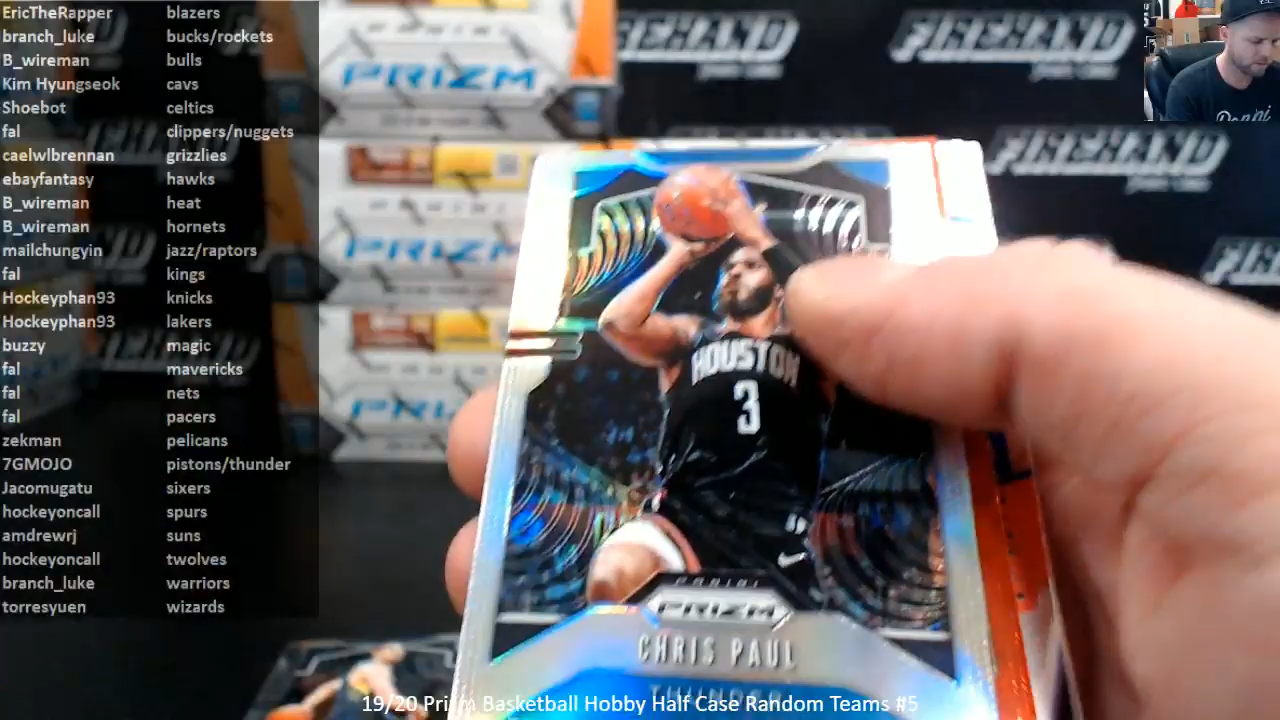 EricTheRapper blazers
branch_luke bucks/rockets
B_wireman bulls
Kim Hyungseok cavs
Shoebot celtics
fal clippers/nuggets
caelwlbrennan grizzlies
ebayfantasy hawks
B_wireman heat
B_wireman hornets
mailchungyin jazz/raptors
fal kings
Hockeyphan93 knicks
Hockeyphan93 lakers
buzzy magic
fal mavericks
fal nets
fal pacers
zekman pelicans
7GMOJO pistons/thunder
Jacomugatu sixers
hockeyoncall spurs
amdrewrj suns
hockeyoncall twolves
branch_luke warriors
torresyuen wizards
PRIZM
FIREHAND
FIREHAND
PRIZM
FIREHAND
PRIZM
HOUSTON
3
PANINI
PRIZM
CHRIS PAUL
THUNDER
19/20 Prism Basketball Hobby Half Case Random Teams #5